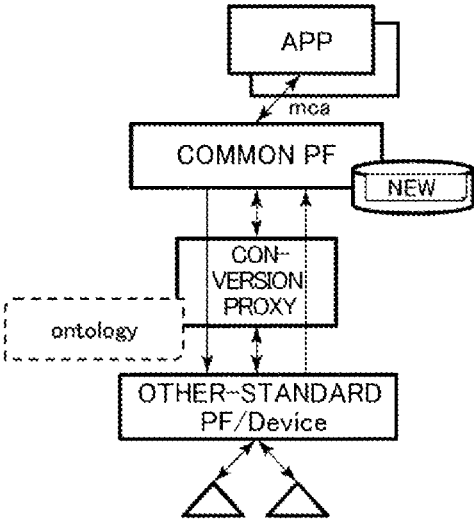 APP
mca
COMMON PF
NEW
CON-
VERSION
PROXY
ontology
OTHER-STANDARD
PF/Device